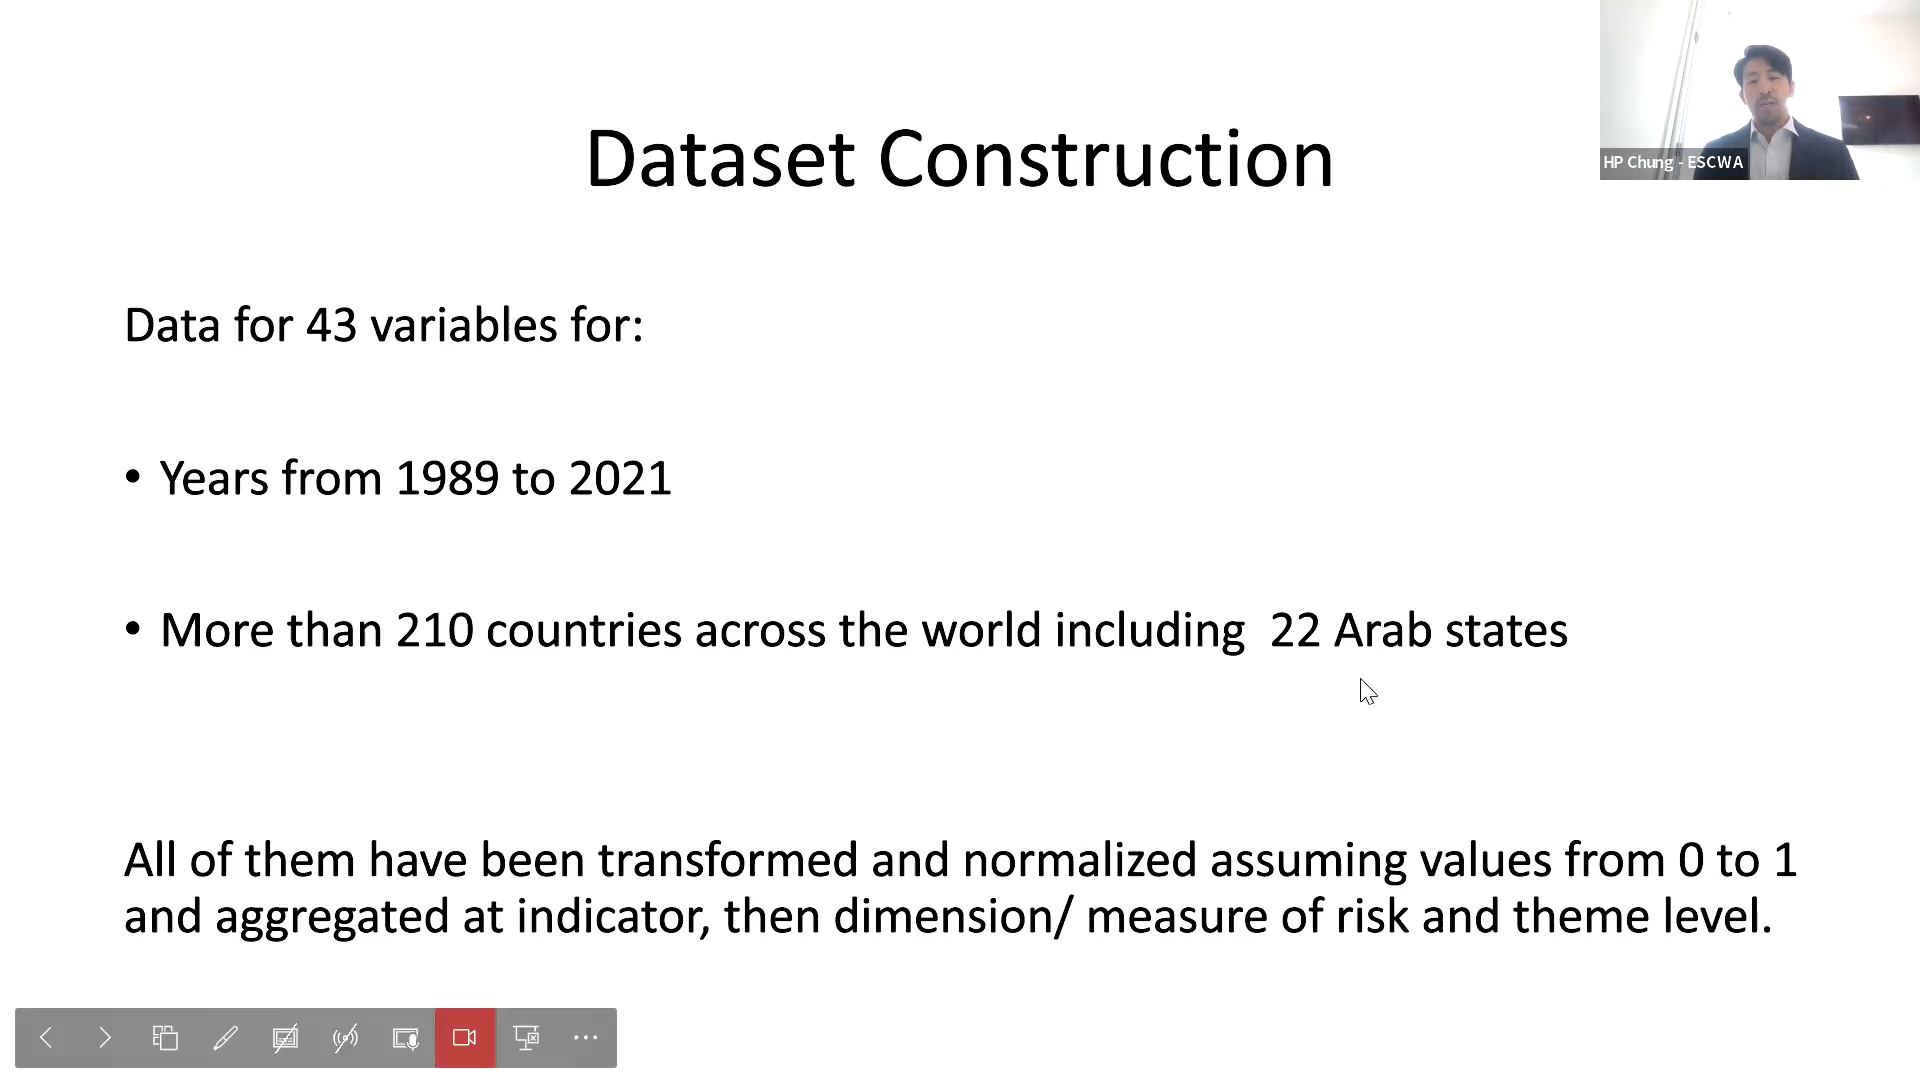 Dataset Construction
HP Chung - ESCWA
Data for 43 variables for:
• Years from 1989 to 2021
• More than 210 countries across the world including  22 Arab states
All of them have been transformed and normalized assuming values from 0 to 1
and aggregated at indicator, then dimension/ measure of risk and theme level.